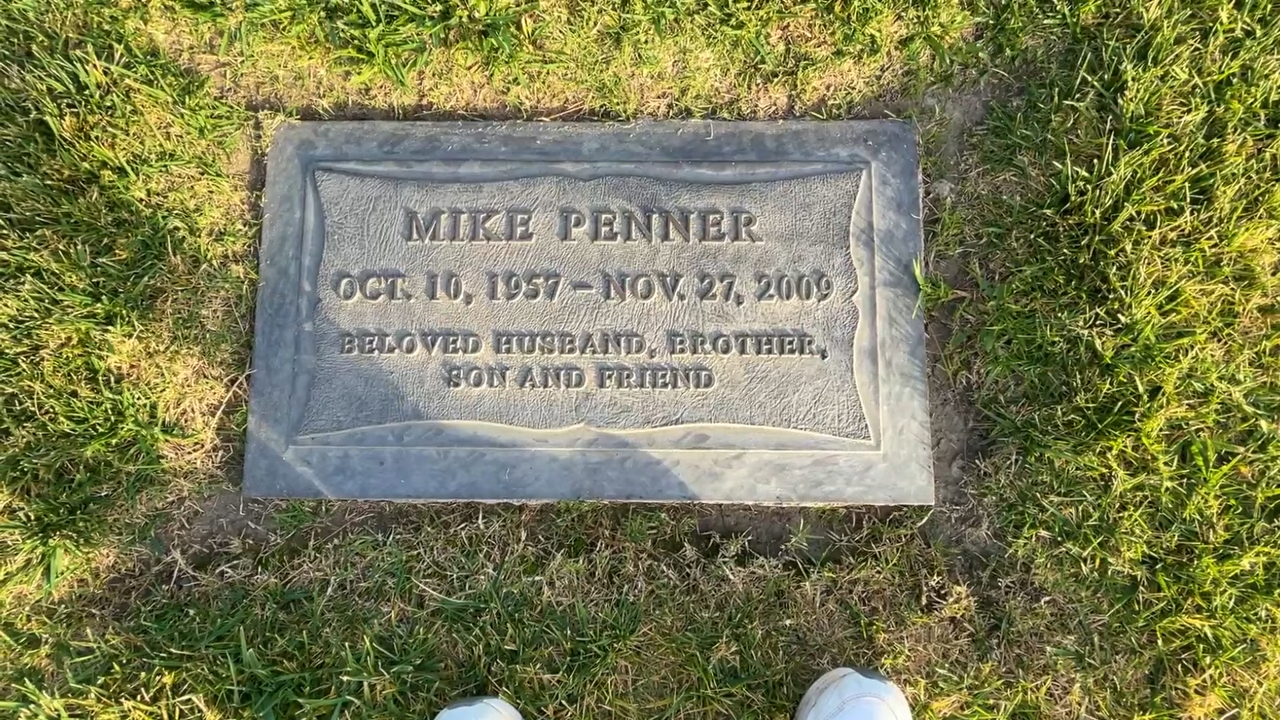 MIKE PENNER
OCT. 10, 1957 – NOV. 27, 2009
BELOVED HUSBAND, BROTHER,
SON AND FRIEND